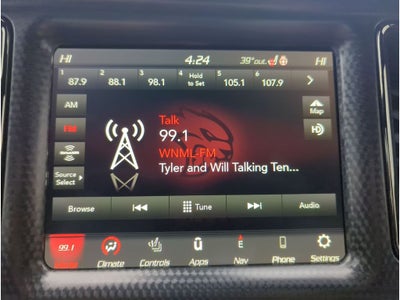 HI 4:24 39°out HI
1 87.9 2 88.1 3 98.1 4 Hold to Set 5 105.1 6 107.9
AM
FM
SiriusXM
Source Select
Talk
99.1
WNML-FM
Tyler and Will Talking Ten...
Map
HD
Browse Tune Audio
99.1 Climate Controls Apps E Nav Phone Settings